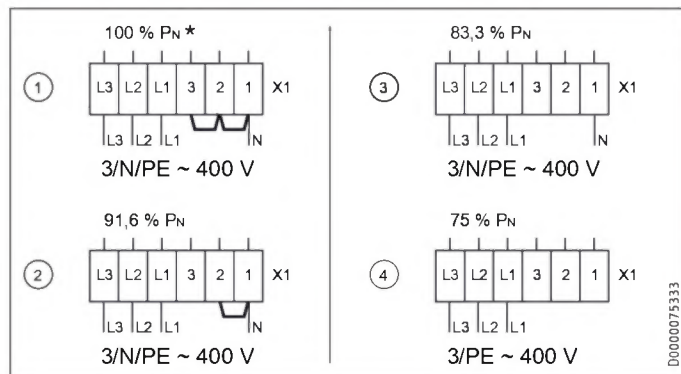 100 % PN *
1
L3 L2 L1 3 2 1 X1
L3 L2 L1 N
3/N/PE ~ 400 V
91,6 % PN
2
L3 L2 L1 3 2 1 X1
L3 L2 L1 N
3/N/PE ~ 400 V
83,3 % PN
3
L3 L2 L1 3 2 1 X1
L3 L2 L1 N
3/N/PE ~ 400 V
75 % PN
4
L3 L2 L1 3 2 1 X1
L3 L2 L1
3/PE ~ 400 V
D0000075333